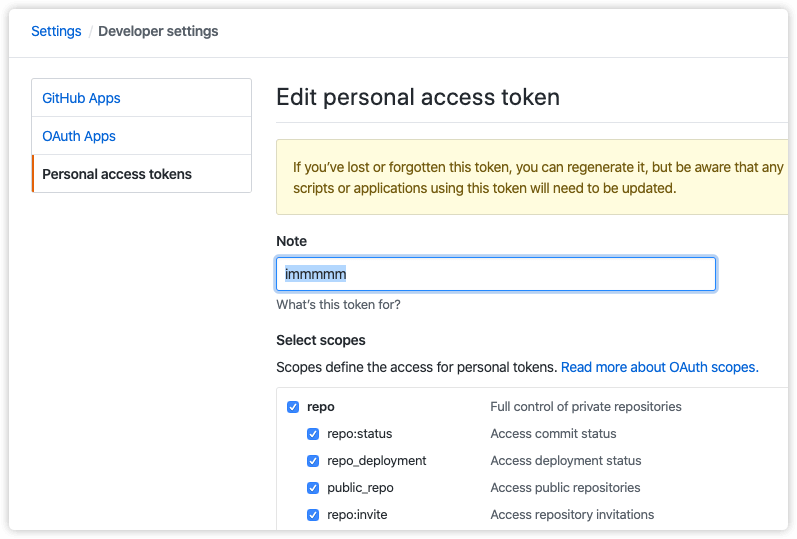 Settings / Developer settings
GitHub Apps
OAuth Apps
Personal access tokens
Edit personal access token
If you’ve lost or forgotten this token, you can regenerate it, but be aware that any
scripts or applications using this token will need to be updated.
Note
immmmm
What’s this token for?
Select scopes
Scopes define the access for personal tokens. Read more about OAuth scopes.
repo Full control of private repositories
repo:status Access commit status
repo_deployment Access deployment status
public_repo Access public repositories
repo:invite Access repository invitations